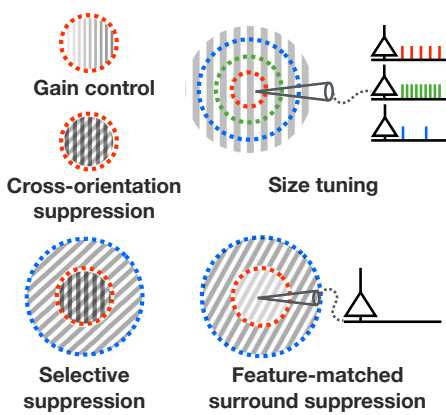 Gain control
Cross-orientation
suppression
Size tuning
Selective
suppression
Feature-matched
surround suppression